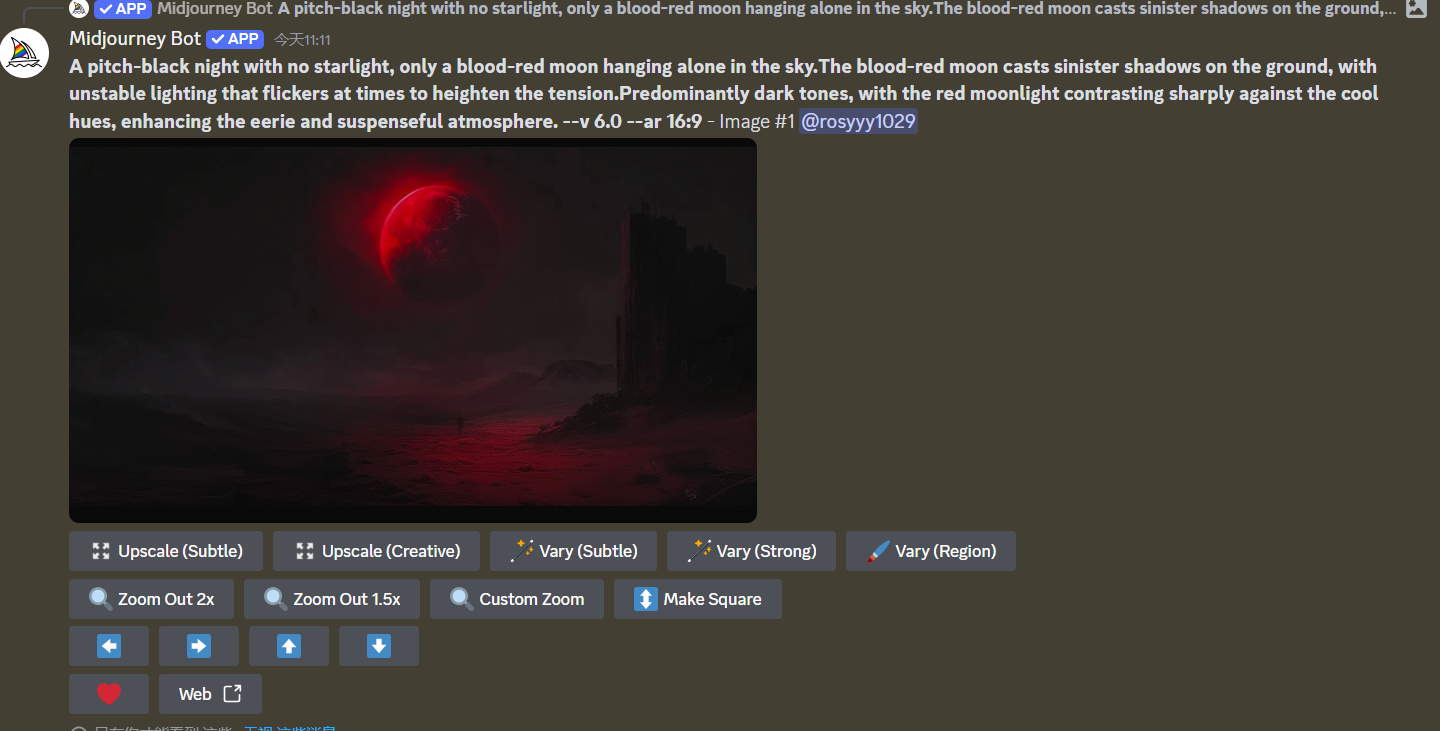 APP Midjourney Bot A pitch-black night with no starlight, only a blood-red moon hanging alone in the sky.The blood-red moon casts sinister shadows on the ground,...
Midjourney Bot APP 今天11:11
A pitch-black night with no starlight, only a blood-red moon hanging alone in the sky.The blood-red moon casts sinister shadows on the ground, with
unstable lighting that flickers at times to heighten the tension.Predominantly dark tones, with the red moonlight contrasting sharply against the cool
hues, enhancing the eerie and suspenseful atmosphere. --v 6.0 --ar 16:9 - Image #1 @rosyyy1029
Upscale (Subtle) Upscale (Creative) Vary (Subtle) Vary (Strong) Vary (Region)
Zoom Out 2x Zoom Out 1.5x Custom Zoom Make Square
Web